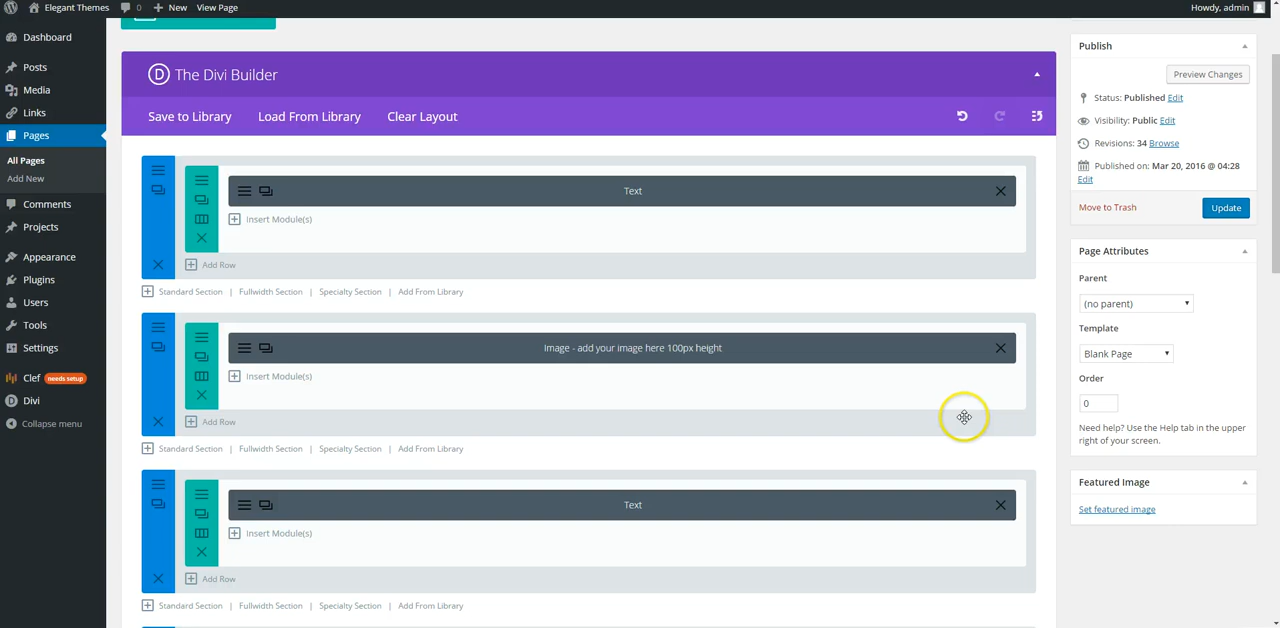 Elegant Themes 0 New View Page Howdy, admin
Dashboard
Posts
Media
Links
Pages
All Pages
Add New
Comments
Projects
Appearance
Plugins
Users
Tools
Settings
Clef needs setup
Divi
Collapse menu
D The Divi Builder
Save to Library Load From Library Clear Layout
Text
Insert Module(s)
Add Row
Standard Section | Fullwidth Section | Specialty Section | Add From Library
Image - add your image here 100px height
Insert Module(s)
Add Row
Standard Section | Fullwidth Section | Specialty Section | Add From Library
Text
Insert Module(s)
Add Row
Standard Section | Fullwidth Section | Specialty Section | Add From Library
Publish
Preview Changes
Status: Published Edit
Visibility: Public Edit
Revisions: 34 Browse
Published on: Mar 20, 2016 @ 04:28
Edit
Move to Trash Update
Page Attributes
Parent
(no parent)
Template
Blank Page
Order
0
Need help? Use the Help tab in the upper
right of your screen.
Featured Image
Set featured image